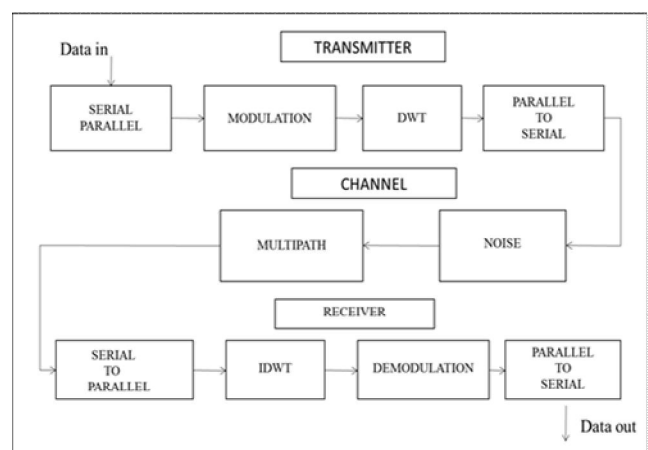 TRANSMITTER
Data in
SERIAL
PARALLEL
MODULATION
DWT
PARALLEL
TO
SERIAL
CHANNEL
MULTIPATH
NOISE
RECEIVER
SERIAL
TO
PARALLEL
IDWT
DEMODULATION
PARALLEL
TO
SERIAL
Data out